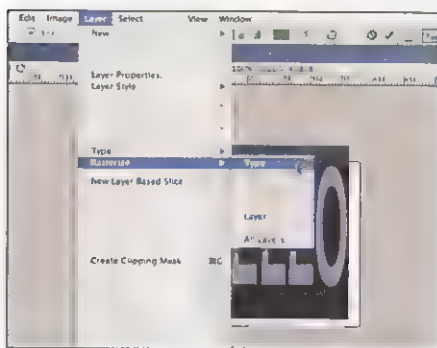 Edit Image Layer Select View Window
New
Layer Properties
Layer Style
Type
Rasterize Type
New Layer Based Slice
Layer
Create Clipping Mask ⌘G